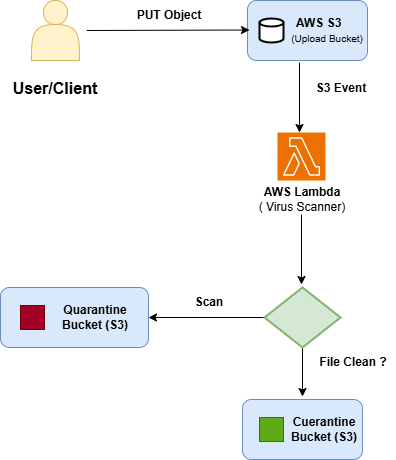 PUT Object
AWS S3
(Upload Bucket)
User/Client
S3 Event
AWS Lambda
( Virus Scanner)
Scan
Quarantine
Bucket (S3)
File Clean ?
Cuerantine
Bucket (S3)